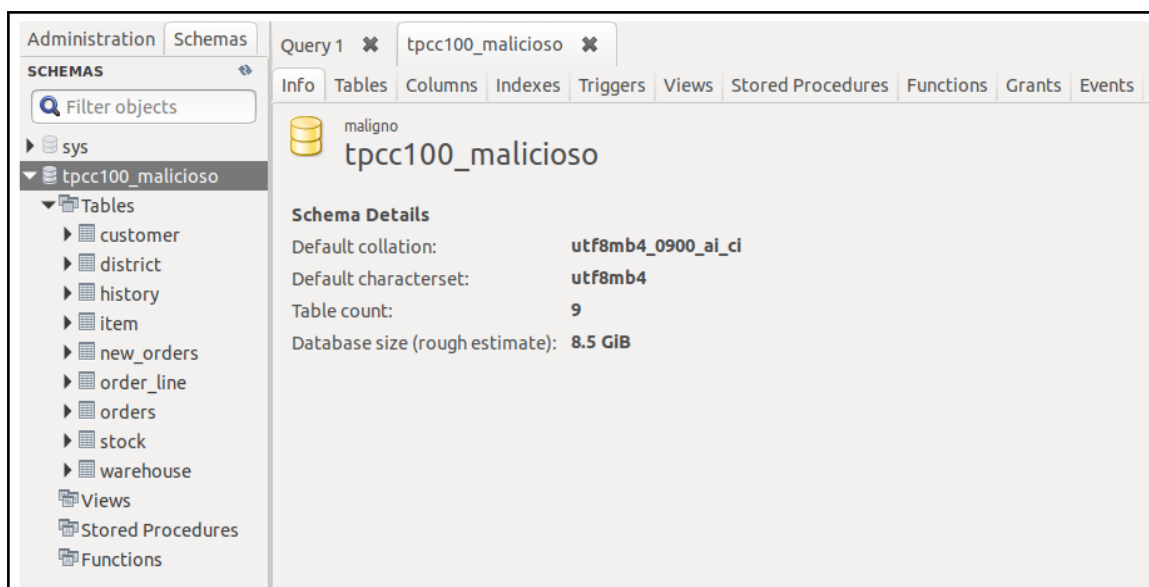 Administration Schemas
SCHEMAS
Filter objects
sys
tpcc100_malicioso
Tables
customer
district
history
item
new_orders
order_line
orders
stock
warehouse
Views
Stored Procedures
Functions
Query 1 tpcc100_malicioso
Info Tables Columns Indexes Triggers Views Stored Procedures Functions Grants Events
maligno
tpcc100_malicioso
Schema Details
Default collation: utf8mb4_0900_ai_ci
Default characterset: utf8mb4
Table count: 9
Database size (rough estimate): 8.5 GiB